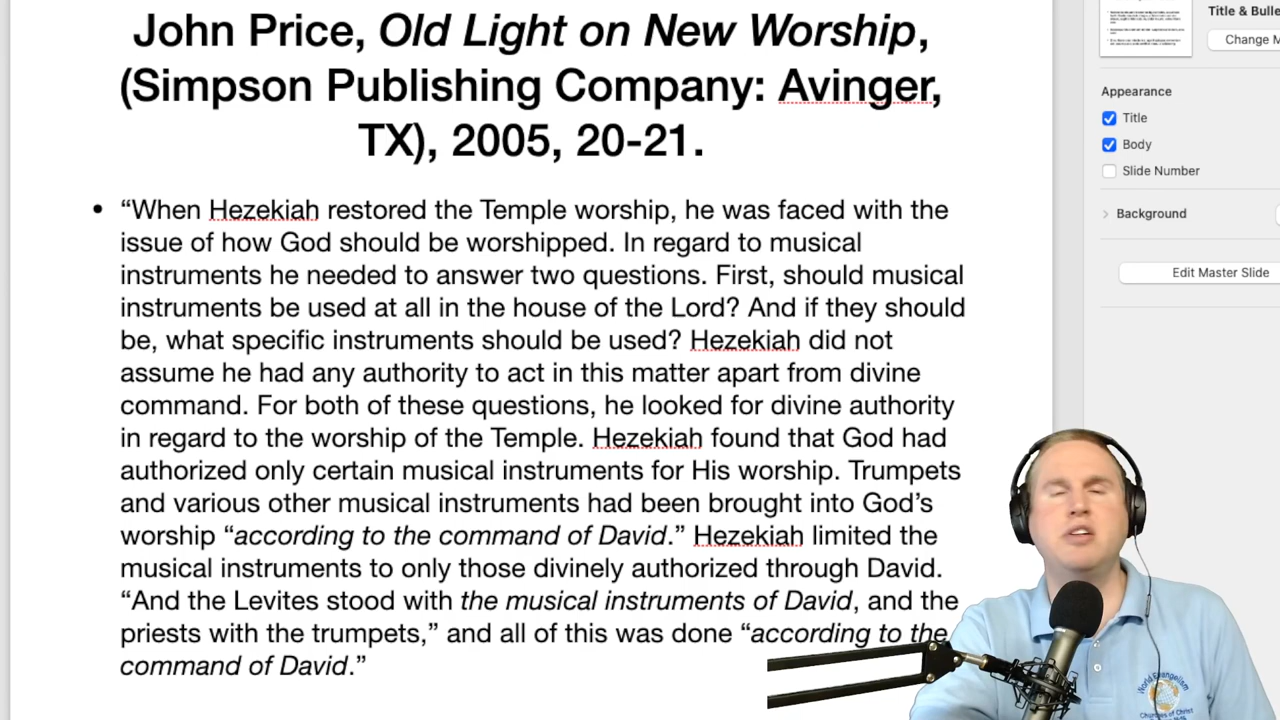 John Price, Old Light on New Worship,
(Simpson Publishing Company: Avinger,
TX), 2005, 20-21.
• “When Hezekiah restored the Temple worship, he was faced with the
issue of how God should be worshipped. In regard to musical
instruments he needed to answer two questions. First, should musical
instruments be used at all in the house of the Lord? And if they should
be, what specific instruments should be used? Hezekiah did not
assume he had any authority to act in this matter apart from divine
command. For both of these questions, he looked for divine authority
in regard to the worship of the Temple. Hezekiah found that God had
authorized only certain musical instruments for His worship. Trumpets
and various other musical instruments had been brought into God’s
worship “according to the command of David.” Hezekiah limited the
musical instruments to only those divinely authorized through David.
“And the Levites stood with the musical instruments of David, and the
priests with the trumpets,” and all of this was done “according to the
command of David.”
Title & Bulle
Change M
Appearance
Title
Body
Slide Number
Background
Edit Master Slide
World Evangelism
Churches of Christ